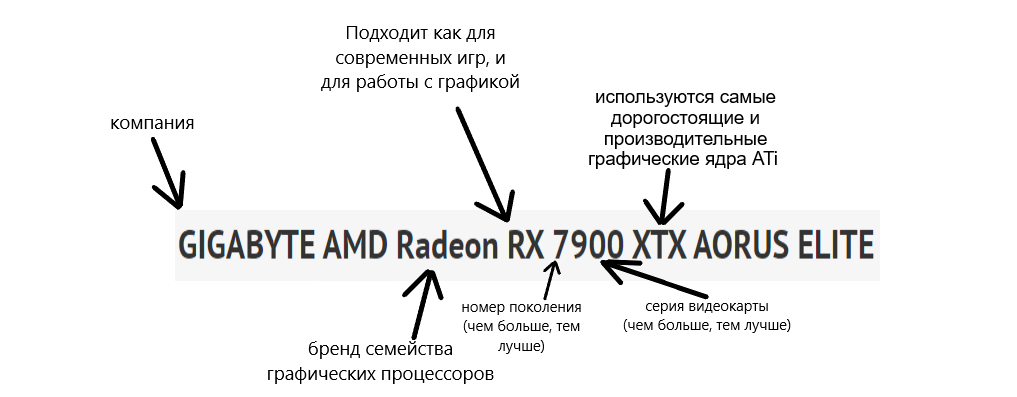 Подходит как для
современных игр, и
для работы с графикой
используются самые
дорогостоящие и
производительные
графические ядра ATi
компания
GIGABYTE AMD Radeon RX 7900 XTX AORUS ELITE
номер поколения
(чем больше, тем
лучше)
серия видеокарты
(чем больше, тем лучше)
бренд семейства
графических процессоров